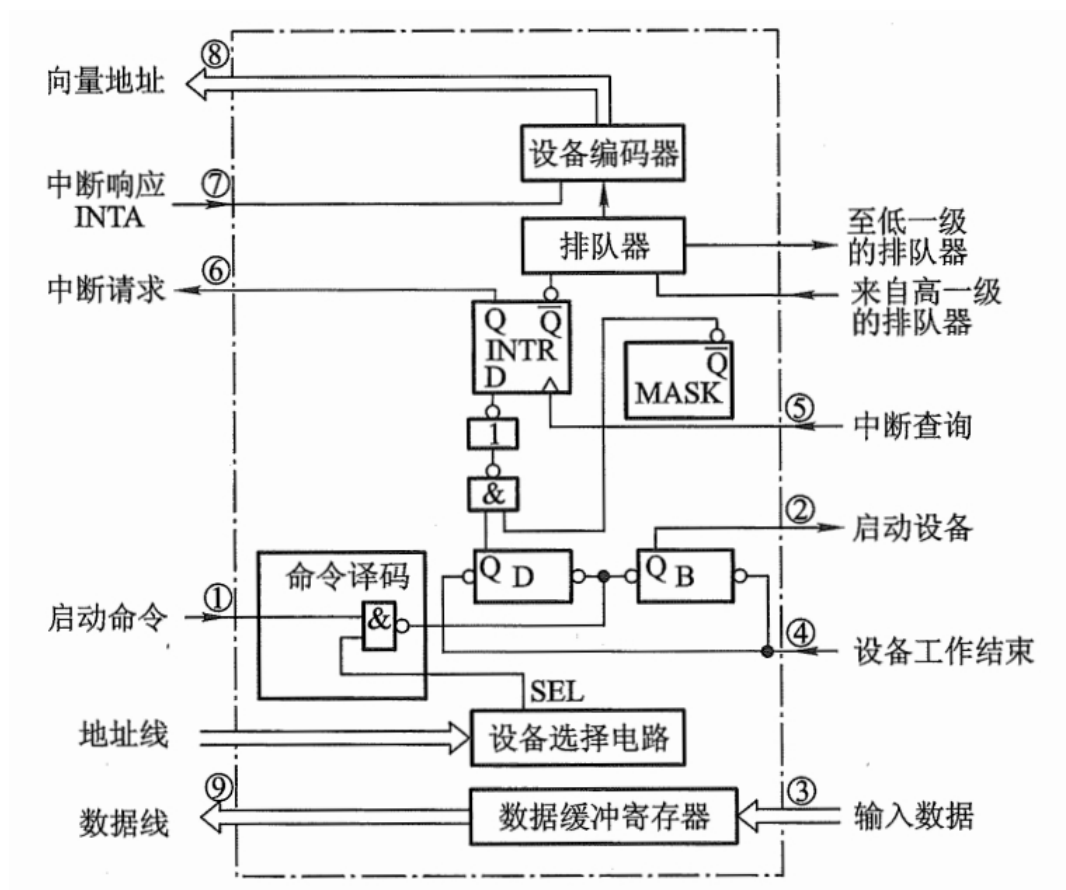 ⑧
向量地址
设备编码器
中断响应
INTA
⑦
排队器
至低一级
的排队器
中断请求
⑥
来自高一级
的排队器
Q
Q
INTR
D
Q
MASK
⑤
中断查询
1
&
②
启动设备
命令译码
Q
D
Q
B
启动命令
①
&
④
设备工作结束
SEL
地址线
设备选择电路
⑨
数据线
数据缓冲寄存器
③
输入数据